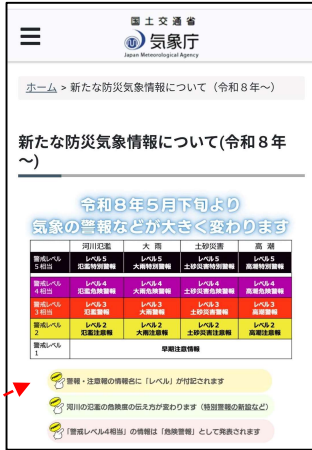 国土交通省
気象庁
Japan Meteorological Agency
ホーム > 新たな防災気象情報について（令和８年～）
新たな防災気象情報について(令和８年
～)
令和８年５月下旬より
気象の警報などが大きく変わります
河川氾濫 大雨 土砂災害 高潮
警戒レベル
5相当
レベル5
氾濫特別警報
レベル5
大雨特別警報
レベル5
土砂災害特別警報
レベル5
高潮特別警報
警戒レベル
4相当
レベル4
氾濫危険警報
レベル4
大雨危険警報
レベル4
土砂災害危険警報
レベル4
高潮危険警報
警戒レベル
3相当
レベル3
氾濫警報
レベル3
大雨警報
レベル3
土砂災害警報
レベル3
高潮警報
警戒レベル
2
レベル2
氾濫注意報
レベル2
大雨注意報
レベル2
土砂災害注意報
レベル2
高潮注意報
警戒レベル
1
早期注意情報
警報・注意報の情報名に「レベル」が付記されます
河川の氾濫の危険度の伝え方が変わります（特別警報の新設など）
「警戒レベル4相当」の情報は「危険警報」として発表されます